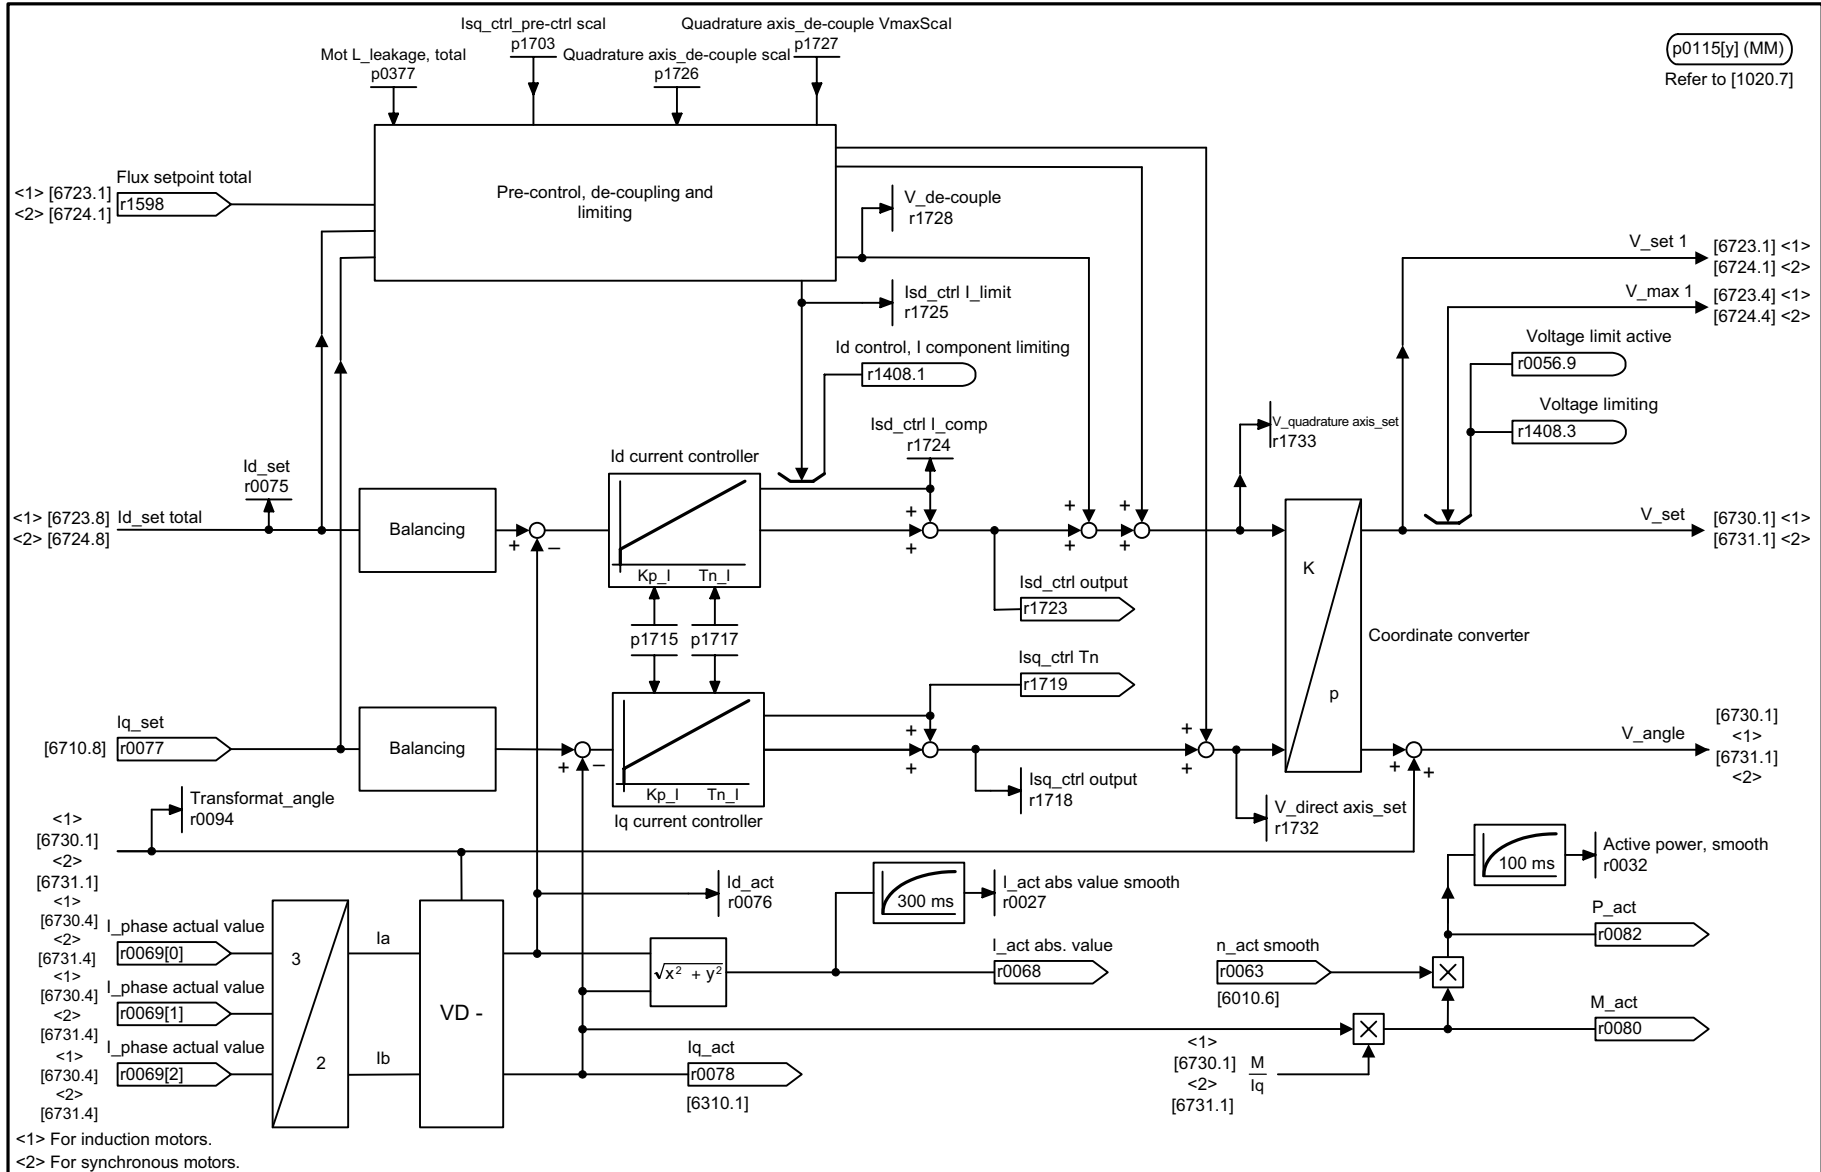 Isq_ctrl_pre-ctrl scal
p1703
Quadrature axis_de-couple VmaxScal
p1727
Mot L_leakage, total
p0377
Quadrature axis_de-couple scal
p1726
p0115[y] (MM)
Refer to [1020.7]
Flux setpoint total
<1> [6723.1]
<2> [6724.1]
r1598
Pre-control, de-coupling and
limiting
V_de-couple
r1728
Isd_ctrl I_limit
r1725
Id control, I component limiting
r1408.1
V_set 1
[6723.1] <1>
[6724.1] <2>
V_max 1
[6723.4] <1>
[6724.4] <2>
Voltage limit active
r0056.9
Voltage limiting
r1408.3
V_quadrature axis_set
r1733
Isd_ctrl I_comp
r1724
Id current controller
Id_set
r0075
<1> [6723.8]
<2> [6724.8]
Id_set total
Balancing
+
–
Kp_I
Tn_I
+
+
+
+
+
+
K
p
V_set
[6730.1] <1>
[6731.1] <2>
Isd_ctrl output
r1723
Coordinate converter
p1715
p1717
Isq_ctrl Tn
r1719
Iq_set
[6710.8]
r0077
Balancing
+
–
Kp_I
Tn_I
Iq current controller
+
+
+
+
+
+
V_angle
[6730.1]
<1>
[6731.1]
<2>
Isq_ctrl output
r1718
V_direct axis_set
r1732
Transformat_angle
r0094
<1>
[6730.1]
<2>
[6731.1]
<1>
[6730.4]
<2>
[6731.4]
<1>
[6730.4]
<2>
[6731.4]
<1>
[6730.4]
<2>
[6731.4]
I_phase actual value
r0069[0]
I_phase actual value
r0069[1]
I_phase actual value
r0069[2]
3
2
Ia
Ib
VD -
Id_act
r0076
√x² + y²
300 ms
I_act abs value smooth
r0027
I_act abs. value
r0068
Iq_act
r0078
[6310.1]
100 ms
Active power, smooth
r0032
P_act
r0082
n_act smooth
r0063
[6010.6]
M_act
r0080
<1>
[6730.1]
<2>
[6731.1]
M
Iq
<1> For induction motors.
<2> For synchronous motors.